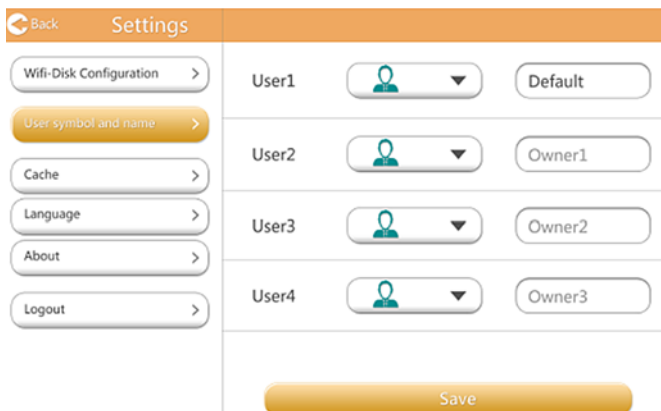 Back Settings
Wifi-Disk Configuration >
User symbol and name >
Cache >
Language >
About >
Logout >
User1 Default
User2 Owner1
User3 Owner2
User4 Owner3
Save